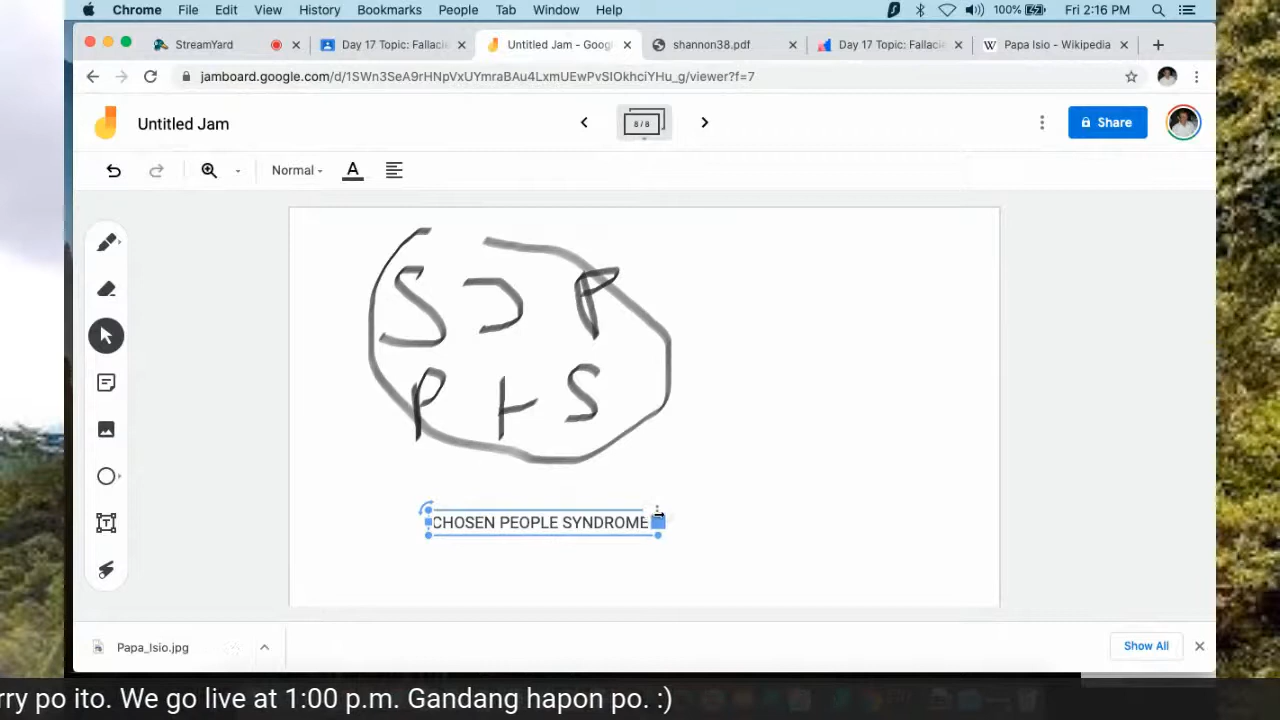 Chrome File Edit View History Bookmarks People Tab Window Help 100% Fri 2:16 PM
StreamYard Day 17 Topic: Fallacie Untitled Jam - Goog shannon38.pdf Day 17 Topic: Fallacie Papa Isio - Wikipedia
jamboard.google.com/d/1SWn3SeA9rHNpVxUYmraBAu4LxmUEwPvSIOkhciYHu_g/viewer?f=7
Untitled Jam 8/8 Share
Normal A
S ⊃ P
P ⊢ S
CHOSEN PEOPLE SYNDROME
Papa_Isio.jpg Show All
rry po ito. We go live at 1:00 p.m. Gandang hapon po. :)